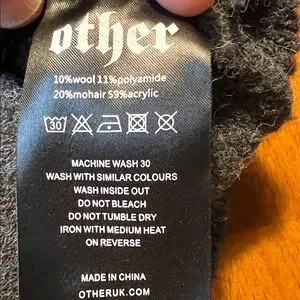 other
10%wool 11%polyamide
20%mohair 59%acrylic
30
MACHINE WASH 30
WASH WITH SIMILAR COLOURS
WASH INSIDE OUT
DO NOT BLEACH
DO NOT TUMBLE DRY
IRON WITH MEDIUM HEAT
ON REVERSE
MADE IN CHINA
OTHERUK.COM